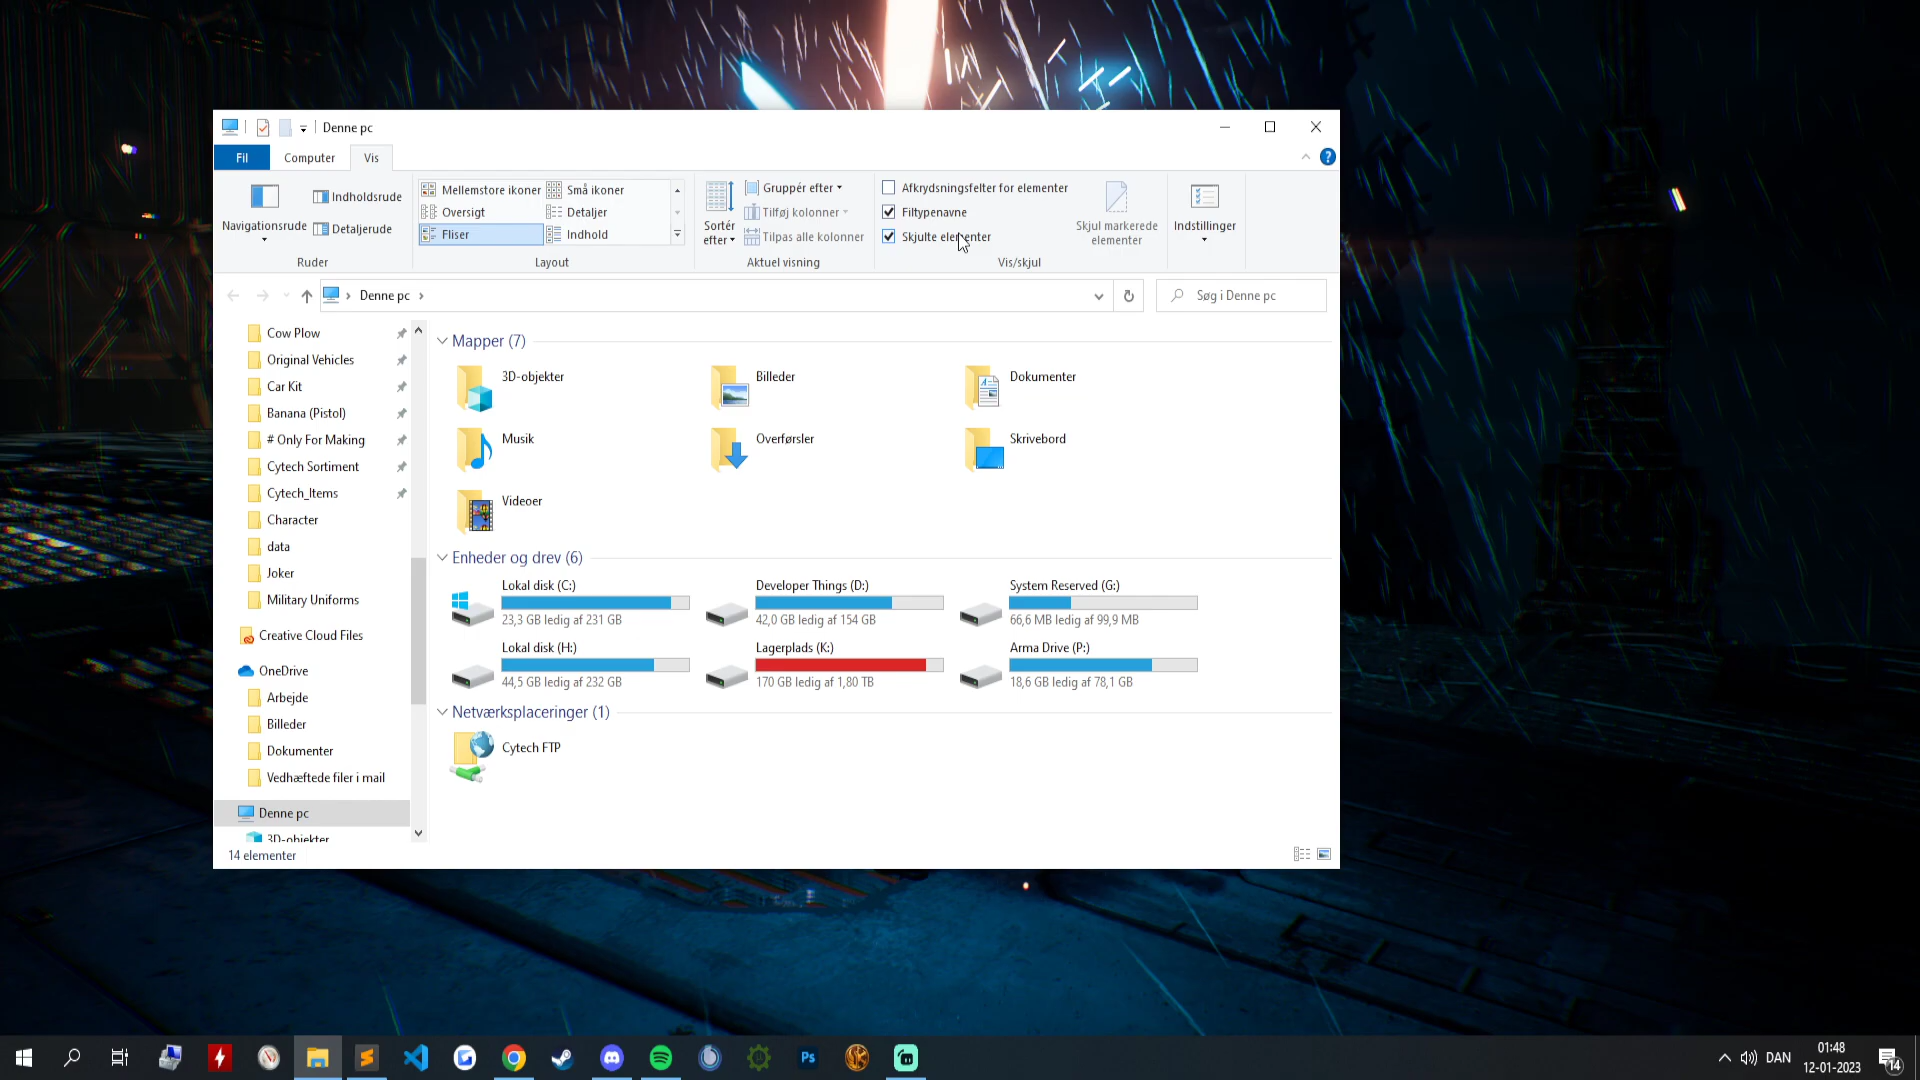 Denne pc
Fil
Computer
Vis
Navigationsrude
Indholdsrude
Detaljerude
Ruder
Mellemstore ikoner
Små ikoner
Oversigt
Detaljer
Fliser
Indhold
Layout
Sortér
efter
Gruppér efter
Tilføj kolonner
Tilpas alle kolonner
Aktuel visning
Afkrydsningsfelter for elementer
Filtypenavne
Skjulte elementer
Skjul markerede
elementer
Vis/skjul
Indstillinger
Denne pc
Søg i Denne pc
Cow Plow
Original Vehicles
Car Kit
Banana (Pistol)
# Only For Making
Cytech Sortiment
Cytech_Items
Character
data
Joker
Military Uniforms
Creative Cloud Files
OneDrive
Arbejde
Billeder
Dokumenter
Vedhæftede filer i mail
Denne pc
3D-objekter
Mapper (7)
3D-objekter
Billeder
Dokumenter
Musik
Overførsler
Skrivebord
Videoer
Enheder og drev (6)
Lokal disk (C:)
23,3 GB ledig af 231 GB
Developer Things (D:)
42,0 GB ledig af 154 GB
System Reserved (G:)
66,6 MB ledig af 99,9 MB
Lokal disk (H:)
44,5 GB ledig af 232 GB
Lagerplads (K:)
170 GB ledig af 1,80 TB
Arma Drive (P:)
18,6 GB ledig af 78,1 GB
Netværksplaceringer (1)
Cytech FTP
14 elementer
Ps
DAN
01:48
12-01-2023
14